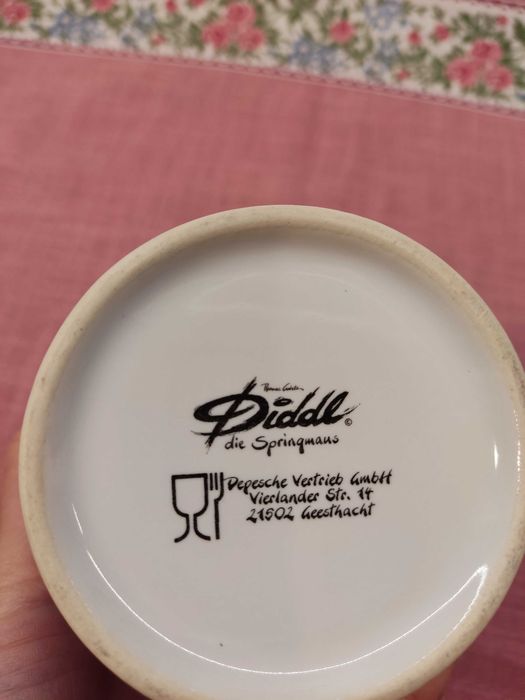 Diddl ©
die Springmaus
Depesche Vertrieb GmbH
Vierlander Str. 14
21502 Geesthacht